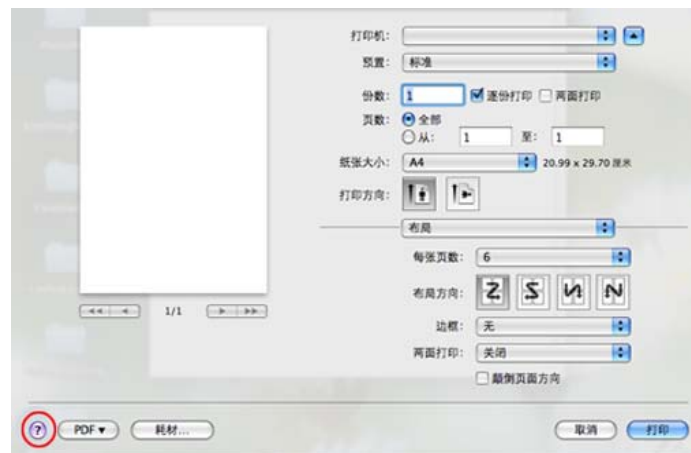 打印机:
预置: 标准
份数: 1 逐份打印 两面打印
页数: 全部
从: 1 至: 1
纸张大小: A4 20.99 x 29.70 厘米
打印方向:
布局
每张页数: 6
布局方向:
边框: 无
两面打印: 关闭
颠倒页面方向
1/1
? PDF▼ 耗材... 取消 打印